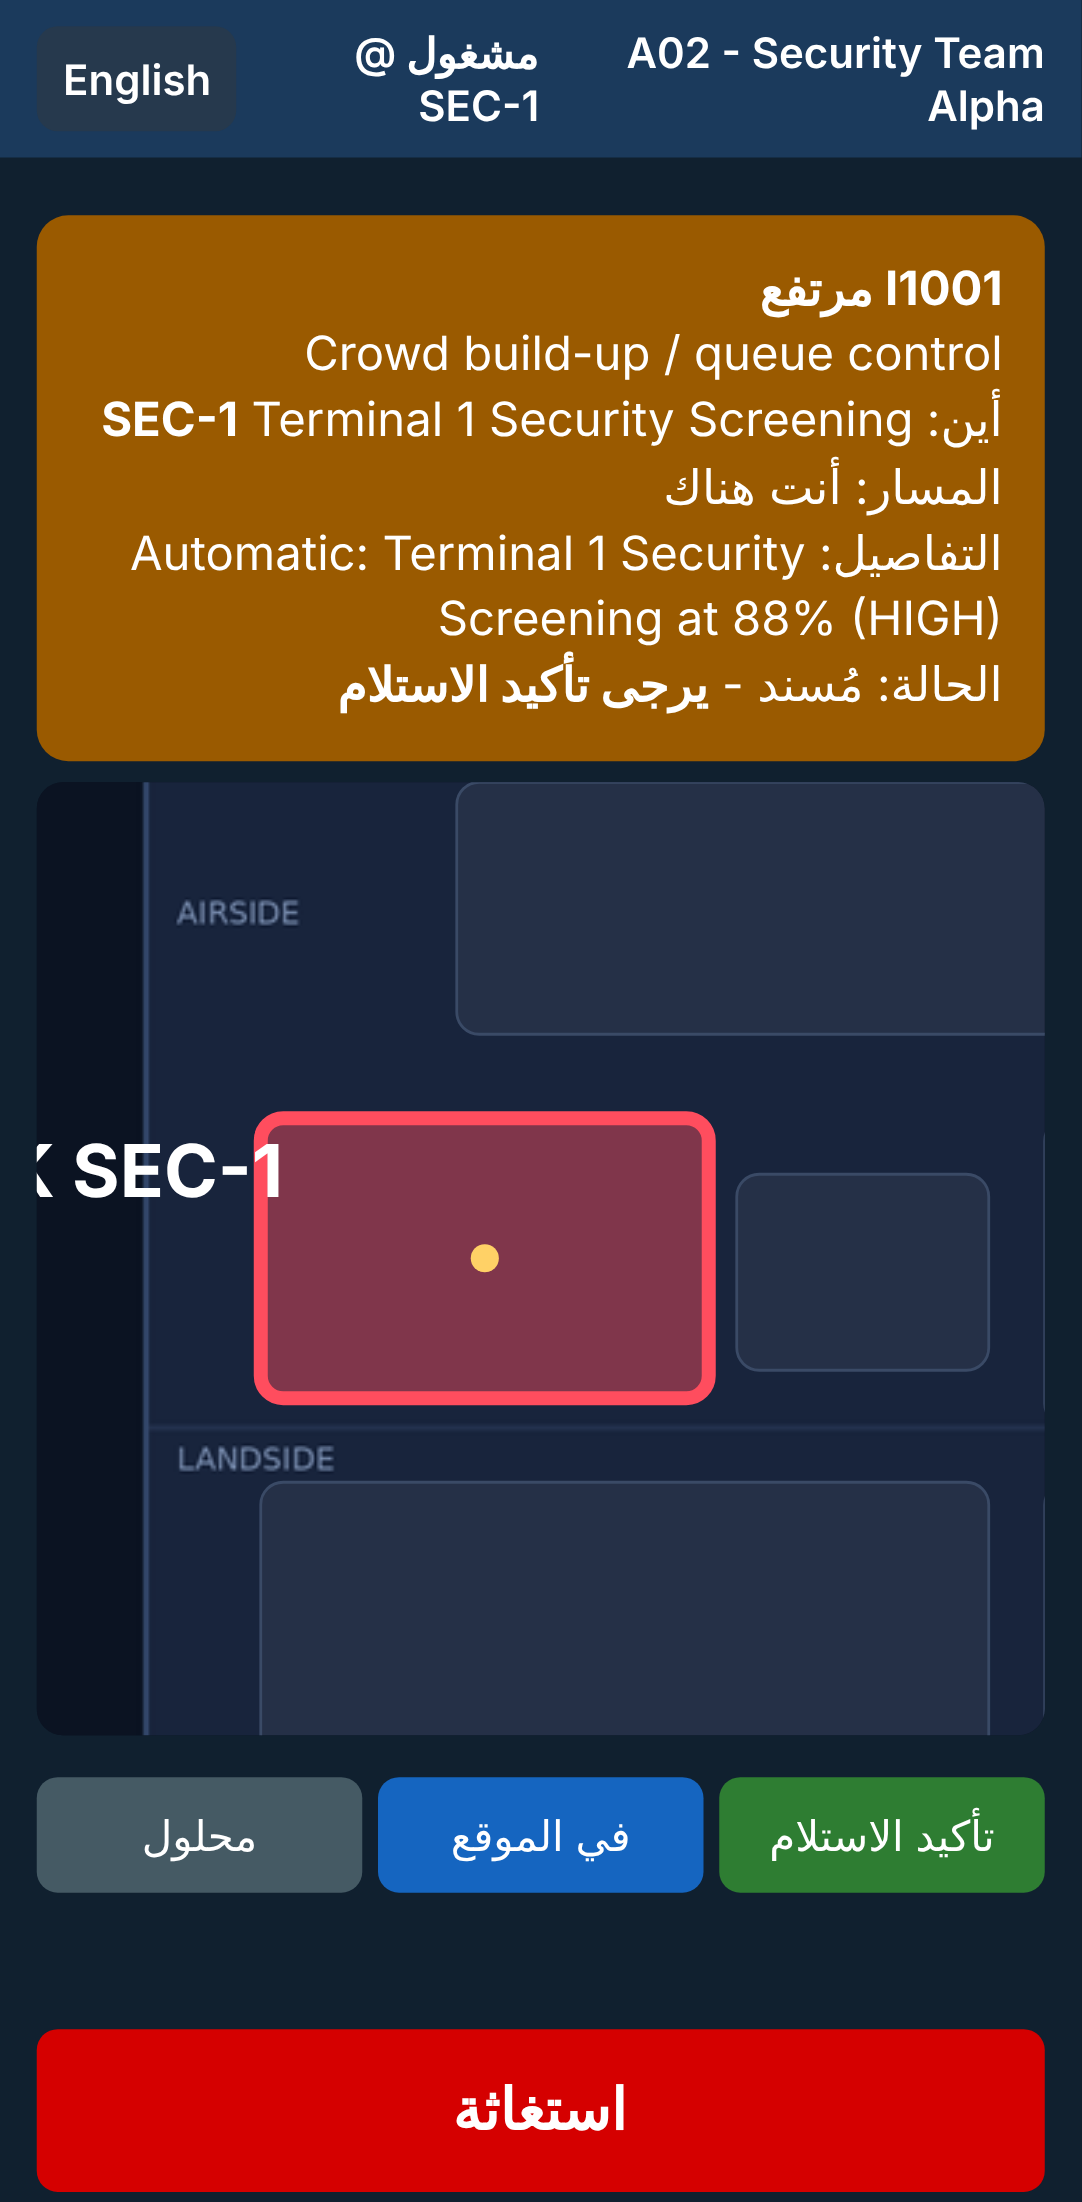 A02 - Security Team
Alpha
مشغول @
SEC-1
English
I1001 مرتفع
Crowd build-up / queue control
أين: Terminal 1 Security Screening SEC-1
المسار: أنت هناك
التفاصيل: Automatic: Terminal 1 Security
Screening at 88% (HIGH)
الحالة: مُسند - يرجى تأكيد الاستلام
AIRSIDE
K SEC-1
LANDSIDE
تأكيد الاستلام
في الموقع
محلول
استغاثة